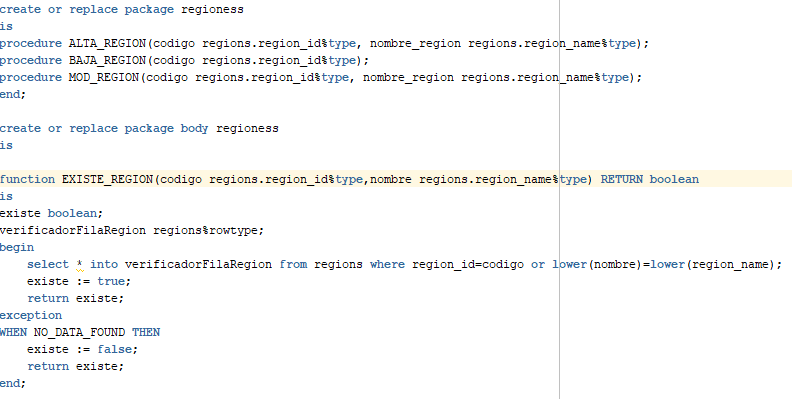 create or replace package regioness
is
procedure ALTA_REGION(codigo regions.region_id%type, nombre_region regions.region_name%type);
procedure BAJA_REGION(codigo regions.region_id%type);
procedure MOD_REGION(codigo regions.region_id%type, nombre_region regions.region_name%type);
end;
create or replace package body regioness
is
function EXISTE_REGION(codigo regions.region_id%type,nombre regions.region_name%type) RETURN boolean
is
existe boolean;
verificadorFilaRegion regions%rowtype;
begin
select * into verificadorFilaRegion from regions where region_id=codigo or lower(nombre)=lower(region_name);
existe := true;
return existe;
exception
WHEN NO_DATA_FOUND THEN
existe := false;
return existe;
end;